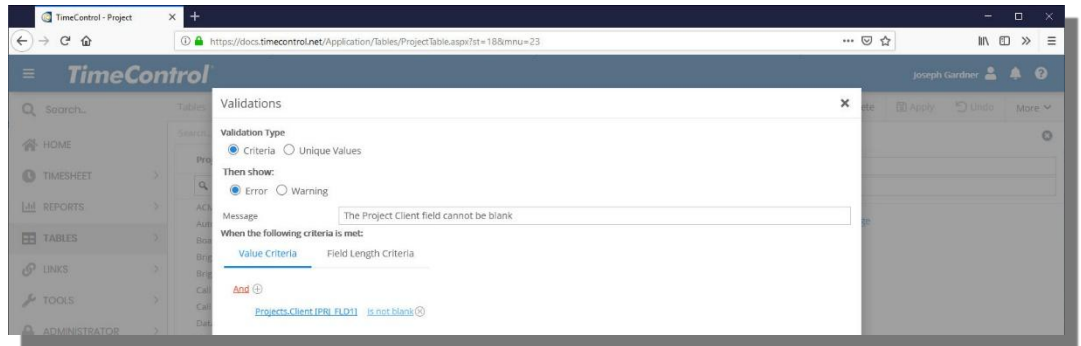 TimeControl - Project
https://docs.timecontrol.net/Application/Tables/ProjectTable.aspx?st=18&mnu=23
TimeControl
Joseph Gardner
Search...
Tables
Validations
Apply
Undo
More
Validation Type
Criteria
Unique Values
HOME
Then show:
TIMESHEET
Error
Warning
REPORTS
Message
The Project Client field cannot be blank
When the following criteria is met:
TABLES
Value Criteria
Field Length Criteria
LINKS
And
TOOLS
Projects.Client [PRJ_FLD1]
is not blank
ADMINISTRATOR